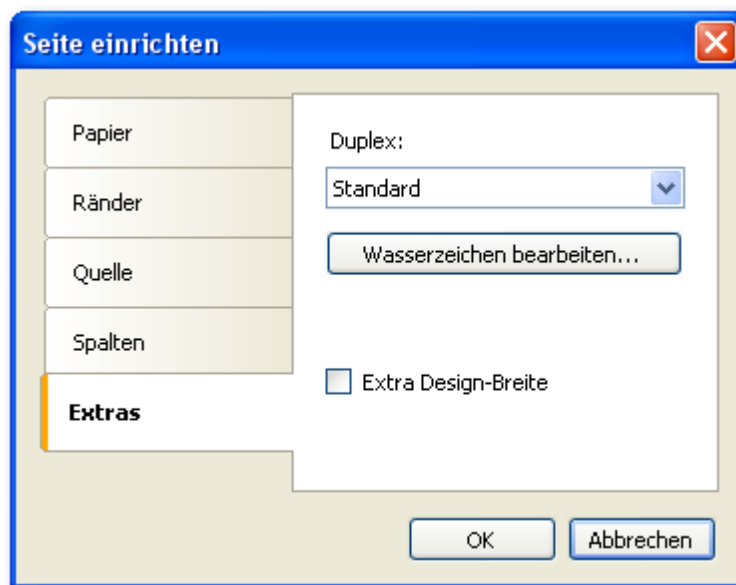 Seite einrichten
Papier
Ränder
Quelle
Spalten
Extras
Duplex:
Standard
Wasserzeichen bearbeiten...
Extra Design-Breite
OK
Abbrechen